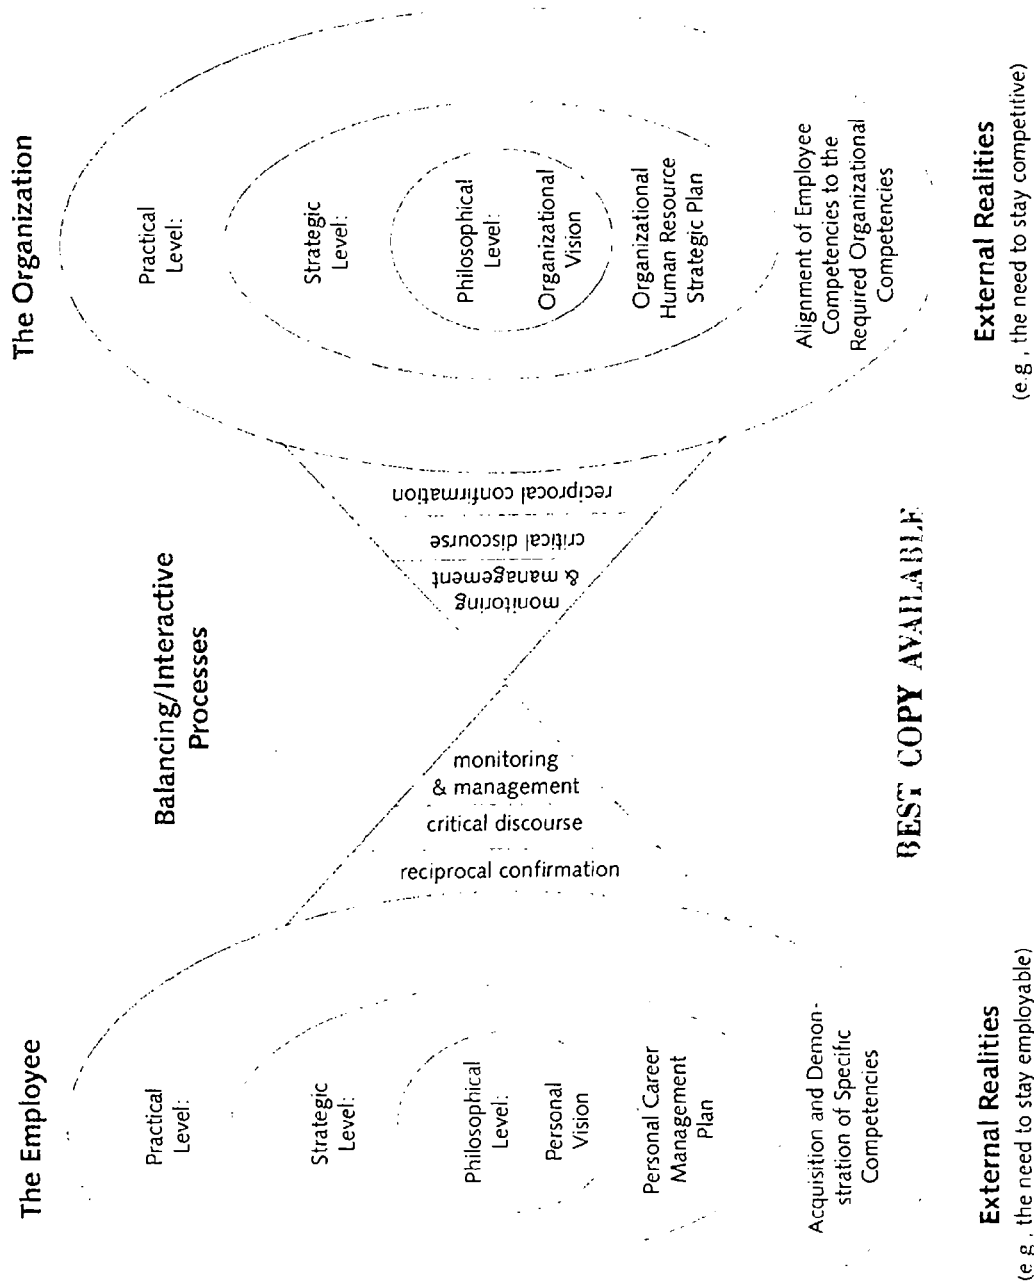 The Employee
Practical
Level:
Strategic
Level:
Philosophical
Level:
Personal
Vision
Personal Career
Management
Plan
Acquisition and Demon-
stration of Specific
Competencies
External Realities
(e.g., the need to stay employable)
Balancing/Interactive
Processes
reciprocal confirmation
critical discourse
monitoring
& management
monitoring
& management
critical discourse
reciprocal confirmation
The Organization
Practical
Level:
Strategic
Level:
Philosophical
Level:
Organizational
Vision
Organizational
Human Resource
Strategic Plan
Alignment of Employee
Competencies to the
Required Organizational
Competencies
External Realities
(e.g., the need to stay competitive)
BEST COPY AVAILABLE